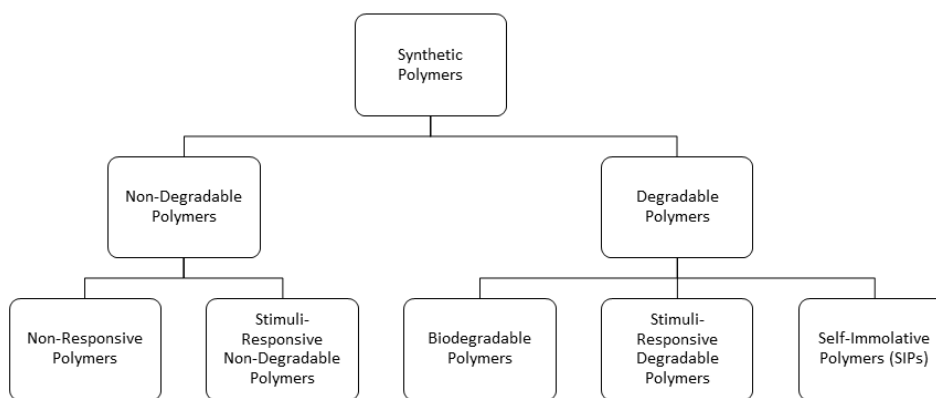 Synthetic
Polymers
Non-Degradable
Polymers
Degradable
Polymers
Non-Responsive
Polymers
Stimuli-
Responsive
Non-Degradable
Polymers
Biodegradable
Polymers
Stimuli-
Responsive
Degradable
Polymers
Self-Immolative
Polymers (SIPs)